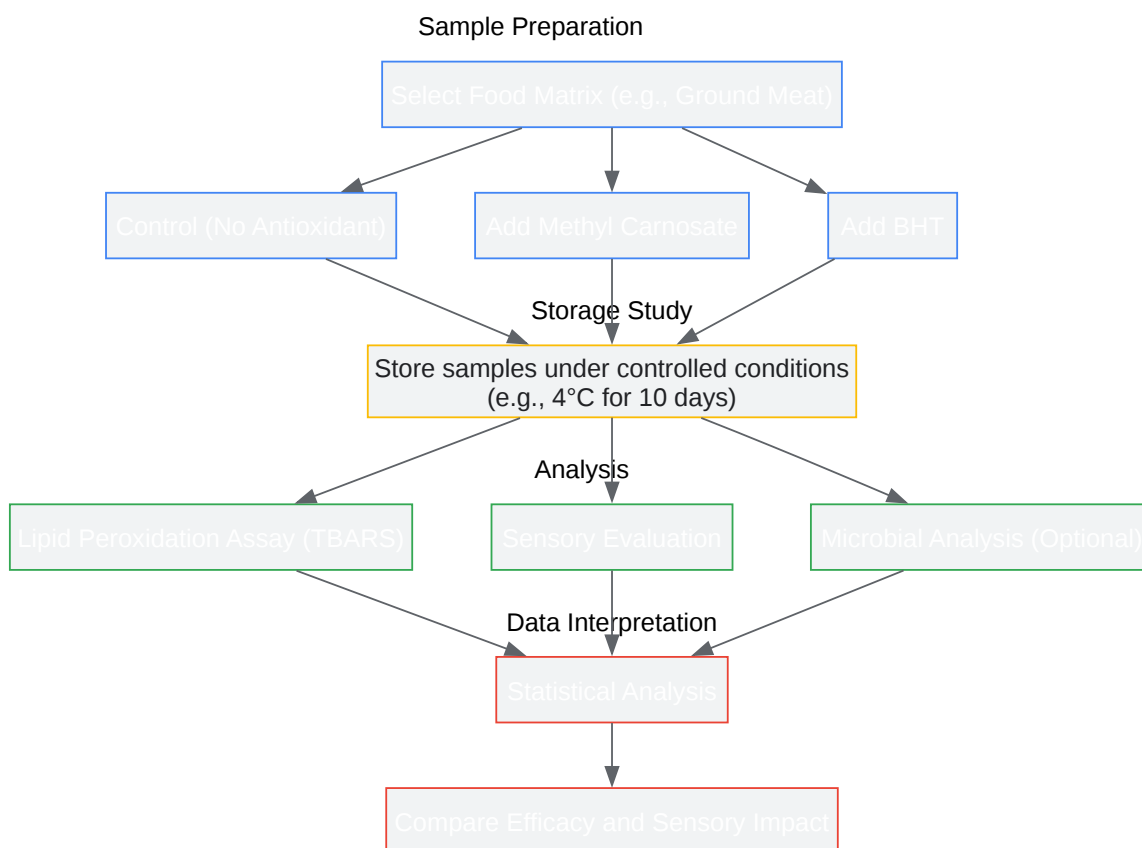 Sample Preparation
Select Food Matrix (e.g., Ground Meat)
Control (No Antioxidant)
Add Methyl Carnosate
Add BHT
Storage Study
Store samples under controlled conditions
(e.g., 4°C for 10 days)
Analysis
Lipid Peroxidation Assay (TBARS)
Sensory Evaluation
Microbial Analysis (Optional)
Data Interpretation
Statistical Analysis
Compare Efficacy and Sensory Impact